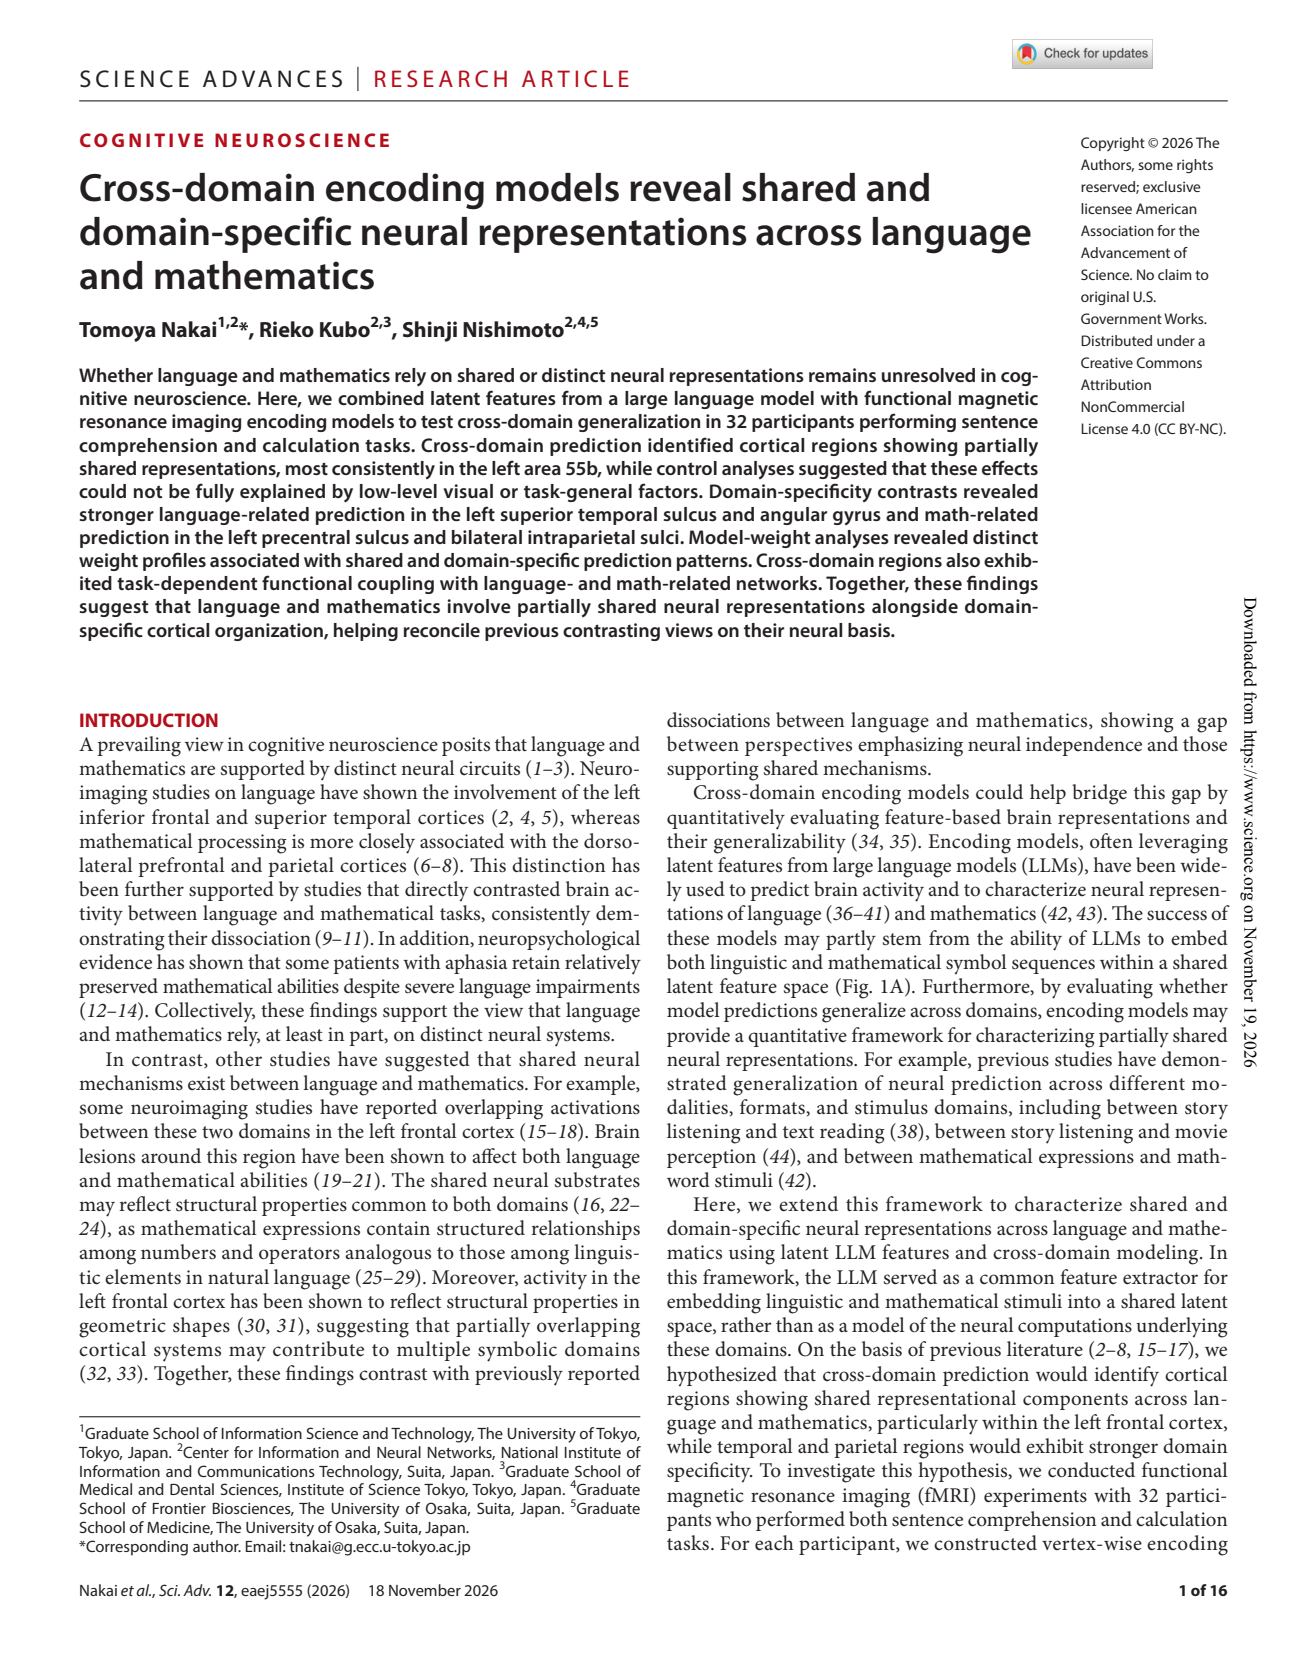 Check for updates
SCIENCE ADVANCES | RESEARCH ARTICLE
COGNITIVE NEUROSCIENCE
Cross-domain encoding models reveal shared and
domain-specific neural representations across language
and mathematics
Tomoya Nakai1,2*, Rieko Kubo2,3, Shinji Nishimoto2,4,5
Whether language and mathematics rely on shared or distinct neural representations remains unresolved in cog-
nitive neuroscience. Here, we combined latent features from a large language model with functional magnetic
resonance imaging encoding models to test cross-domain generalization in 32 participants performing sentence
comprehension and calculation tasks. Cross-domain prediction identified cortical regions showing partially
shared representations, most consistently in the left area 55b, while control analyses suggested that these effects
could not be fully explained by low-level visual or task-general factors. Domain-specificity contrasts revealed
stronger language-related prediction in the left superior temporal sulcus and angular gyrus and math-related
prediction in the left precentral sulcus and bilateral intraparietal sulci. Model-weight analyses revealed distinct
weight profiles associated with shared and domain-specific prediction patterns. Cross-domain regions also exhib-
ited task-dependent functional coupling with language- and math-related networks. Together, these findings
suggest that language and mathematics involve partially shared neural representations alongside domain-
specific cortical organization, helping reconcile previous contrasting views on their neural basis.
Copyright © 2026 The
Authors, some rights
reserved; exclusive
licensee American
Association for the
Advancement of
Science. No claim to
original U.S.
Government Works.
Distributed under a
Creative Commons
Attribution
NonCommercial
License 4.0 (CC BY-NC).
INTRODUCTION
A prevailing view in cognitive neuroscience posits that language and
mathematics are supported by distinct neural circuits (1–3). Neuro-
imaging studies on language have shown the involvement of the left
inferior frontal and superior temporal cortices (2, 4, 5), whereas
mathematical processing is more closely associated with the dorso-
lateral prefrontal and parietal cortices (6–8). This distinction has
been further supported by studies that directly contrasted brain ac-
tivity between language and mathematical tasks, consistently dem-
onstrating their dissociation (9–11). In addition, neuropsychological
evidence has shown that some patients with aphasia retain relatively
preserved mathematical abilities despite severe language impairments
(12–14). Collectively, these findings support the view that language
and mathematics rely, at least in part, on distinct neural systems.
In contrast, other studies have suggested that shared neural
mechanisms exist between language and mathematics. For example,
some neuroimaging studies have reported overlapping activations
between these two domains in the left frontal cortex (15–18). Brain
lesions around this region have been shown to affect both language
and mathematical abilities (19–21). The shared neural substrates
may reflect structural properties common to both domains (16, 22–
24), as mathematical expressions contain structured relationships
among numbers and operators analogous to those among linguis-
tic elements in natural language (25–29). Moreover, activity in the
left frontal cortex has been shown to reflect structural properties in
geometric shapes (30, 31), suggesting that partially overlapping
cortical systems may contribute to multiple symbolic domains
(32, 33). Together, these findings contrast with previously reported
1Graduate School of Information Science and Technology, The University of Tokyo,
Tokyo, Japan. 2Center for Information and Neural Networks, National Institute of
Information and Communications Technology, Suita, Japan. 3Graduate School of
Medical and Dental Sciences, Institute of Science Tokyo, Tokyo, Japan. 4Graduate
School of Frontier Biosciences, The University of Osaka, Suita, Japan. 5Graduate
School of Medicine, The University of Osaka, Suita, Japan.
*Corresponding author. Email: tnakai@g.ecc.u-tokyo.ac.jp
dissociations between language and mathematics, showing a gap
between perspectives emphasizing neural independence and those
supporting shared mechanisms.
Cross-domain encoding models could help bridge this gap by
quantitatively evaluating feature-based brain representations and
their generalizability (34, 35). Encoding models, often leveraging
latent features from large language models (LLMs), have been wide-
ly used to predict brain activity and to characterize neural represen-
tations of language (36–41) and mathematics (42, 43). The success of
these models may partly stem from the ability of LLMs to embed
both linguistic and mathematical symbol sequences within a shared
latent feature space (Fig. 1A). Furthermore, by evaluating whether
model predictions generalize across domains, encoding models may
provide a quantitative framework for characterizing partially shared
neural representations. For example, previous studies have demon-
strated generalization of neural prediction across different mo-
dalities, formats, and stimulus domains, including between story
listening and text reading (38), between story listening and movie
perception (44), and between mathematical expressions and math-
word stimuli (42).
Here, we extend this framework to characterize shared and
domain-specific neural representations across language and mathe-
matics using latent LLM features and cross-domain modeling. In
this framework, the LLM served as a common feature extractor for
embedding linguistic and mathematical stimuli into a shared latent
space, rather than as a model of the neural computations underlying
these domains. On the basis of previous literature (2–8, 15–17), we
hypothesized that cross-domain prediction would identify cortical
regions showing shared representational components across lan-
guage and mathematics, particularly within the left frontal cortex,
while temporal and parietal regions would exhibit stronger domain
specificity. To investigate this hypothesis, we conducted functional
magnetic resonance imaging (fMRI) experiments with 32 partici-
pants who performed both sentence comprehension and calculation
tasks. For each participant, we constructed vertex-wise encoding
Downloaded from https://www.science.org on November 19, 2026
Nakai et al., Sci. Adv. 12, eaej5555 (2026) 18 November 2026
1 of 16